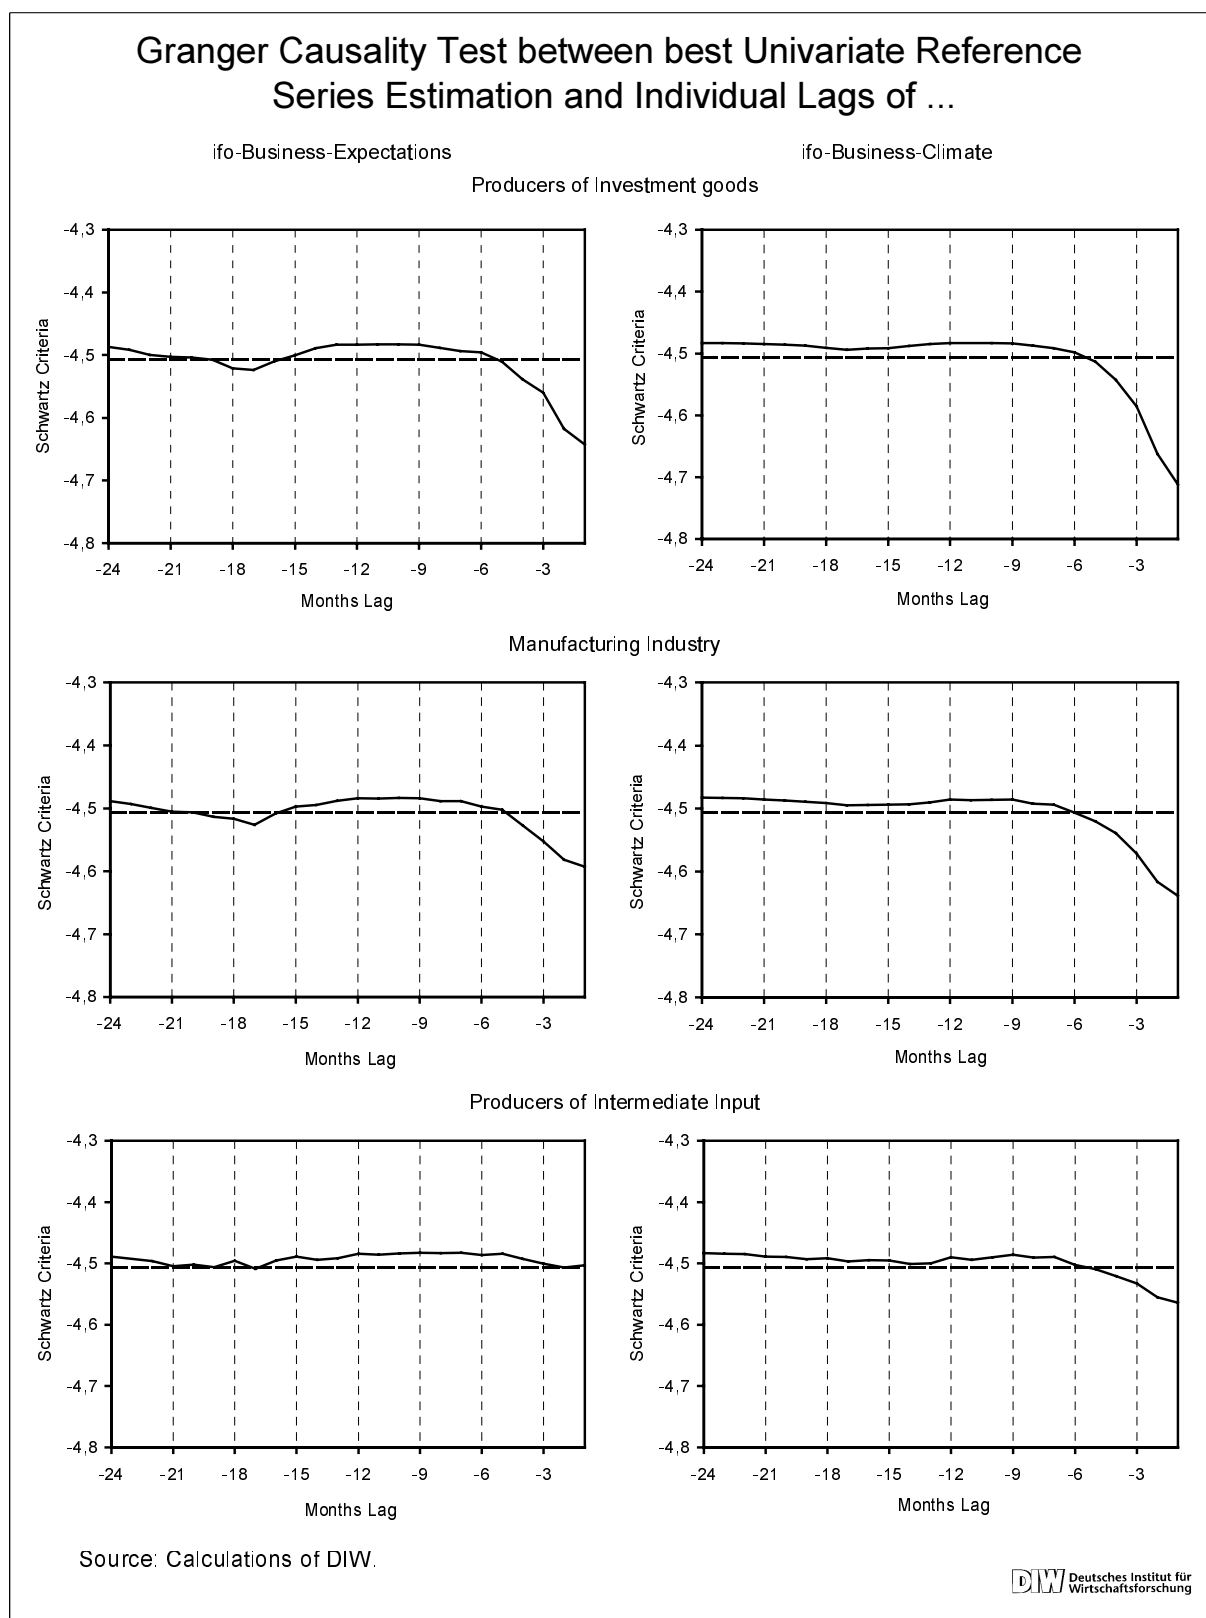 Granger Causality Test between best Univariate Reference
Series Estimation and Individual Lags of ...
ifo-Business-Expectations
ifo-Business-Climate
Producers of Investment goods
Schwartz Criteria
-4,3
-4,4
-4,5
-4,6
-4,7
-4,8
-24 -21 -18 -15 -12 -9 -6 -3
Months Lag
Schwartz Criteria
-4,3
-4,4
-4,5
-4,6
-4,7
-4,8
-24 -21 -18 -15 -12 -9 -6 -3
Months Lag
Manufacturing Industry
Schwartz Criteria
-4,3
-4,4
-4,5
-4,6
-4,7
-4,8
-24 -21 -18 -15 -12 -9 -6 -3
Months Lag
Schwartz Criteria
-4,3
-4,4
-4,5
-4,6
-4,7
-4,8
-24 -21 -18 -15 -12 -9 -6 -3
Months Lag
Producers of Intermediate Input
Schwartz Criteria
-4,3
-4,4
-4,5
-4,6
-4,7
-4,8
-24 -21 -18 -15 -12 -9 -6 -3
Months Lag
Schwartz Criteria
-4,3
-4,4
-4,5
-4,6
-4,7
-4,8
-24 -21 -18 -15 -12 -9 -6 -3
Months Lag
Source: Calculations of DIW.
DIW Deutsches Institut für
Wirtschaftsforschung